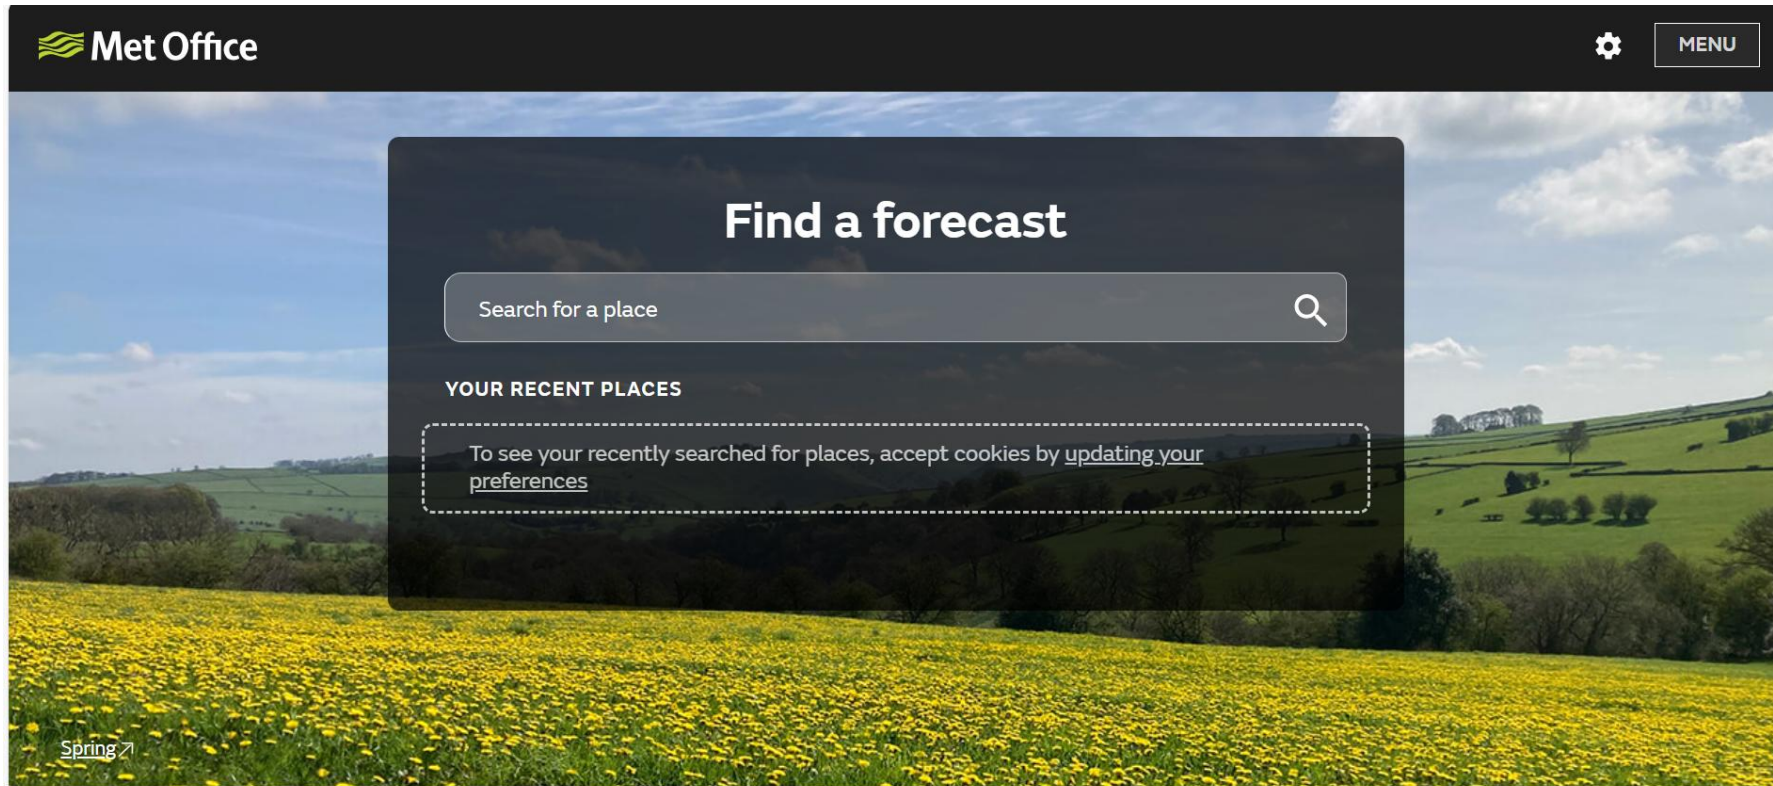 Met Office
MENU
Find a forecast
Search for a place
YOUR RECENT PLACES
To see your recently searched for places, accept cookies by updating your
preferences
Spring